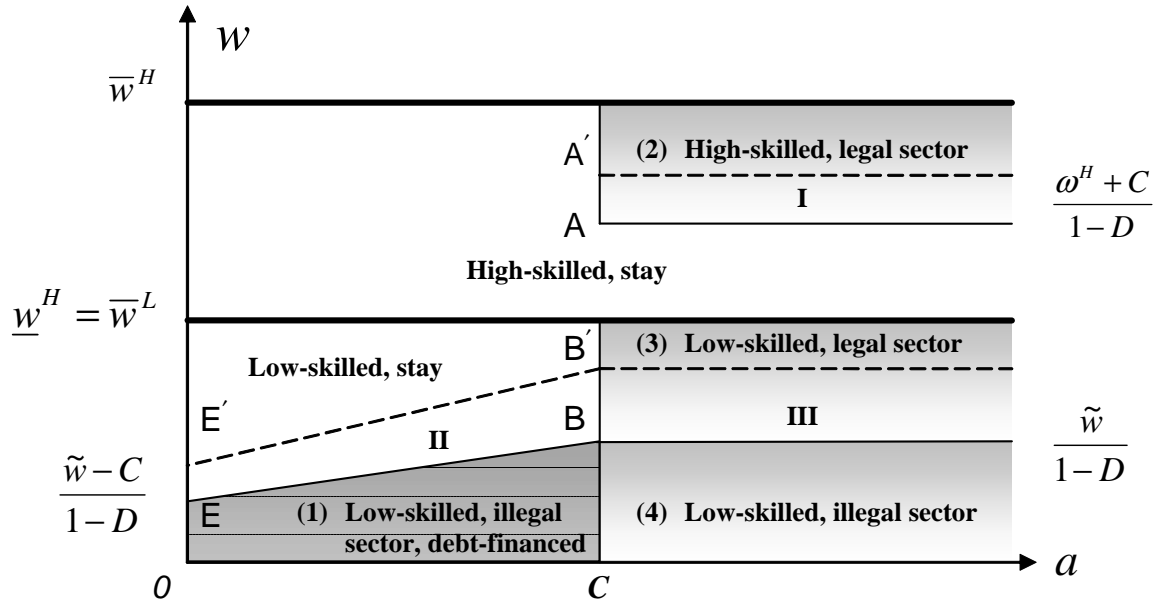 w
w̅^H
A′ (2) High-skilled, legal sector
I
(ω^H + C)/(1 − D)
A
High-skilled, stay
w̲^H = w̅^L
B′ (3) Low-skilled, legal sector
Low-skilled, stay
E′
B
III
w̃/(1 − D)
II
(w̃ − C)/(1 − D)
E (1) Low-skilled, illegal
sector, debt-financed
(4) Low-skilled, illegal sector
0 C a